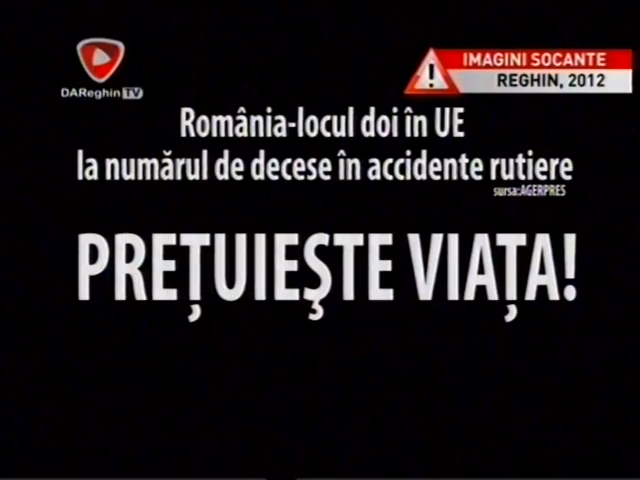 DAReghin TV
IMAGINI SOCANTE
REGHIN, 2012
România-locul doi în UE
la numărul de decese în accidente rutiere
sursa:AGERPRES
PREŢUIEŞTE VIAŢA!